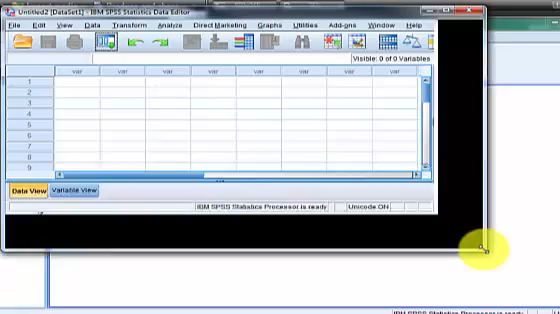 Untitled2 [DataSet1] - IBM SPSS Statistics Data Editor
File Edit View Data Transform Analyze Direct Marketing Graphs Utilities Add-ons Window Help
Visible: 0 of 0 Variables
var var var var var var var var
1
2
3
4
5
6
7
8
9
Data View Variable View
IBM SPSS Statistics Processor is ready Unicode ON
IBM SPSS Statistics Processor is ready